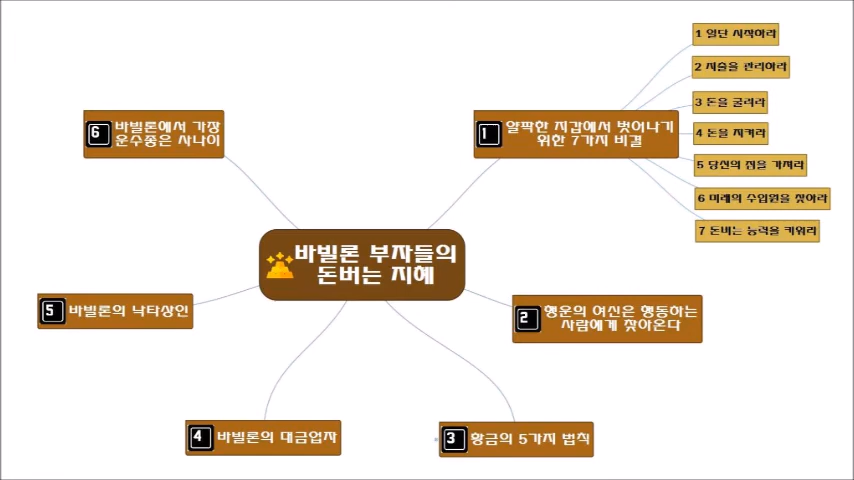 바빌론 부자들의
돈버는 지혜
1 얄팍한 지갑에서 벗어나기
위한 7가지 비결
1 일단 시작하라
2 지출을 관리하라
3 돈을 굴려라
4 돈을 지켜라
5 당신의 집을 가져라
6 미래의 수입원을 찾아라
7 돈버는 능력을 키워라
2 행운의 여신은 행동하는
사람에게 찾아온다
3 황금의 5가지 법칙
4 바빌론의 대금업자
5 바빌론의 낙타상인
6 바빌론에서 가장
운수좋은 사나이